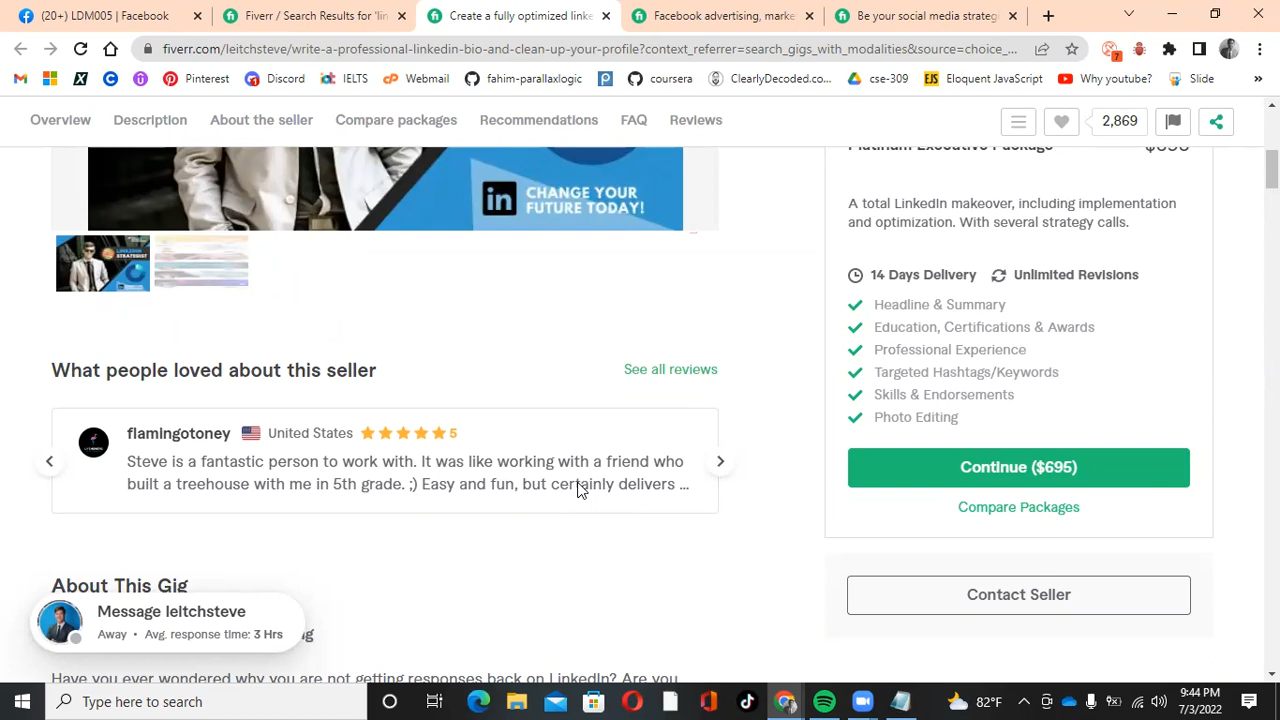 (20+) LDM005 | Facebook
Fiverr / Search Results for 'lin
Create a fully optimized linke
Facebook advertising, marke
Be your social media strateg
fiverr.com/leitchsteve/write-a-professional-linkedin-bio-and-clean-up-your-profile?context_referrer=search_gigs_with_modalities&source=choice_...
7
Pinterest
Discord
IELTS
Webmail
fahim-parallaxlogic
coursera
ClearlyDecoded.co...
cse-309
EJS
Eloquent JavaScript
Why youtube?
Slide
»
Overview
Description
About the seller
Compare packages
Recommendations
FAQ
Reviews
2,869
Platinum Executive Package
$695
in
CHANGE YOUR
FUTURE TODAY!
LINKEDIN
STRATEGIST
A total LinkedIn makeover, including implementation
and optimization. With several strategy calls.
14 Days Delivery
Unlimited Revisions
Headline & Summary
Education, Certifications & Awards
Professional Experience
Targeted Hashtags/Keywords
Skills & Endorsements
Photo Editing
Continue ($695)
Compare Packages
Contact Seller
What people loved about this seller
See all reviews
flamingotoney
United States
5
Steve is a fantastic person to work with. It was like working with a friend who
built a treehouse with me in 5th grade. ;) Easy and fun, but certainly delivers ...
About This Gig
Message leitchsteve
Away • Avg. response time: 3 Hrs
g
Have you ever wondered why you are not getting responses back on LinkedIn? Are you
Type here to search
82°F
9:44 PM
7/3/2022